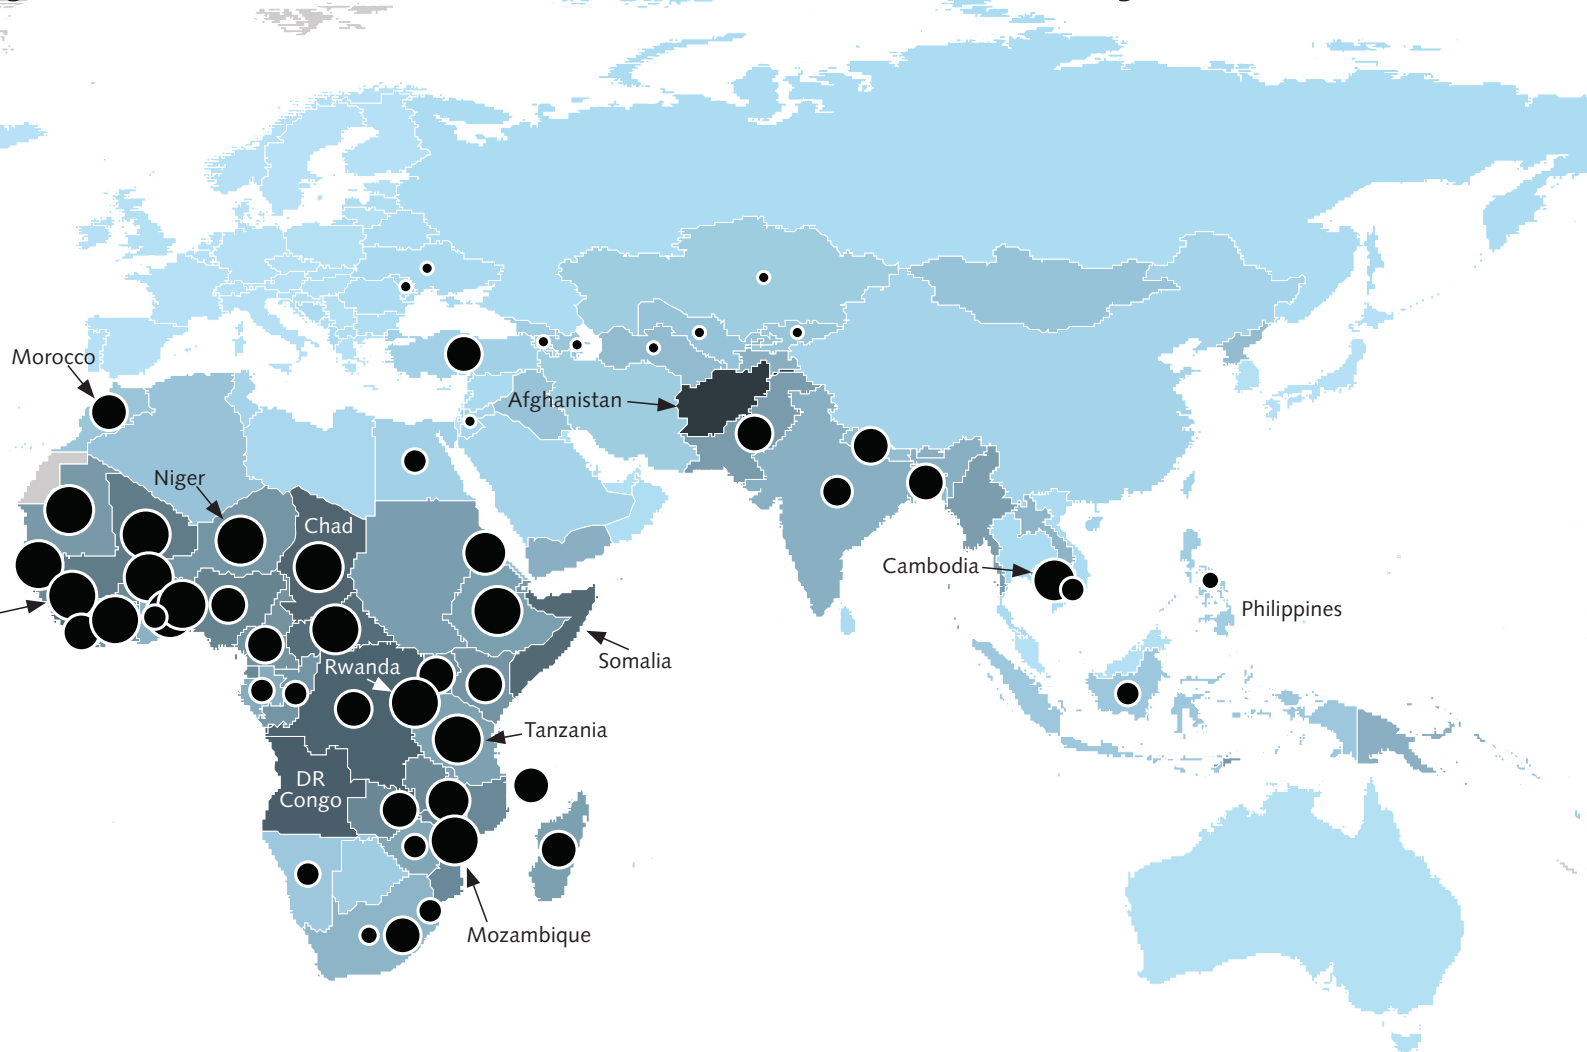 Morocco
Afghanistan
Niger
Chad
Cambodia
Philippines
Rwanda
Somalia
Tanzania
DR
Congo
Mozambique